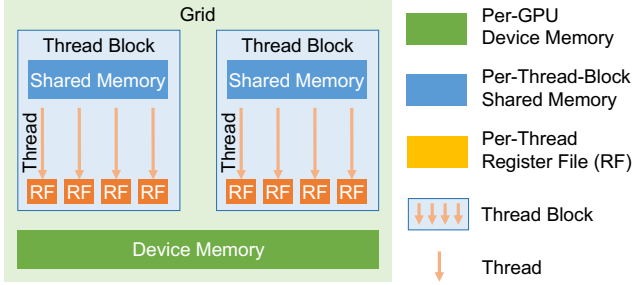 Grid
Thread Block
Shared Memory
Thread
RF RF RF RF
Thread Block
Shared Memory
Thread
RF RF RF RF
Device Memory
Per-GPU
Device Memory
Per-Thread-Block
Shared Memory
Per-Thread
Register File (RF)
Thread Block
Thread